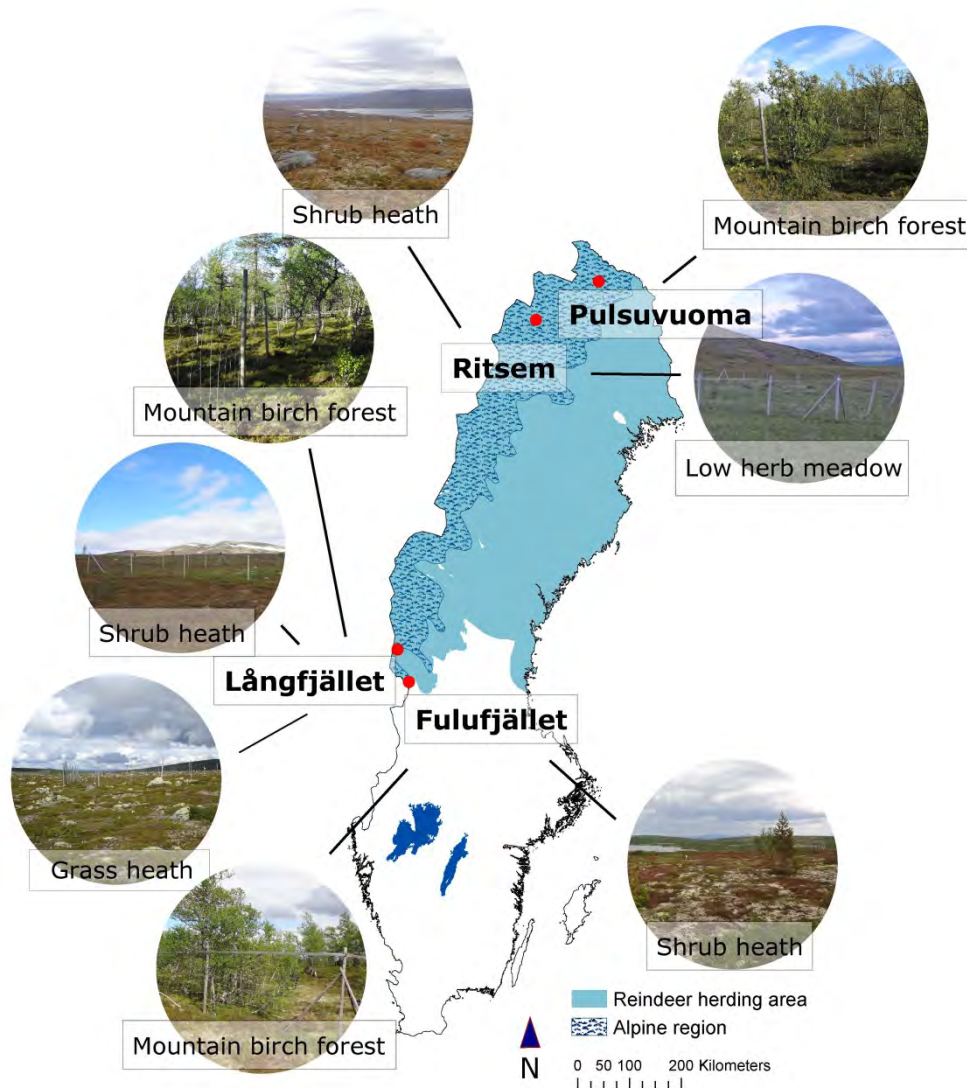 Shrub heath
Mountain birch forest
Mountain birch forest
Pulsuvuoma
Ritsem
Low herb meadow
Shrub heath
Långfjället
Fulufjället
Grass heath
Shrub heath
Mountain birch forest
Reindeer herding area
Alpine region
N
0 50 100 200 Kilometers